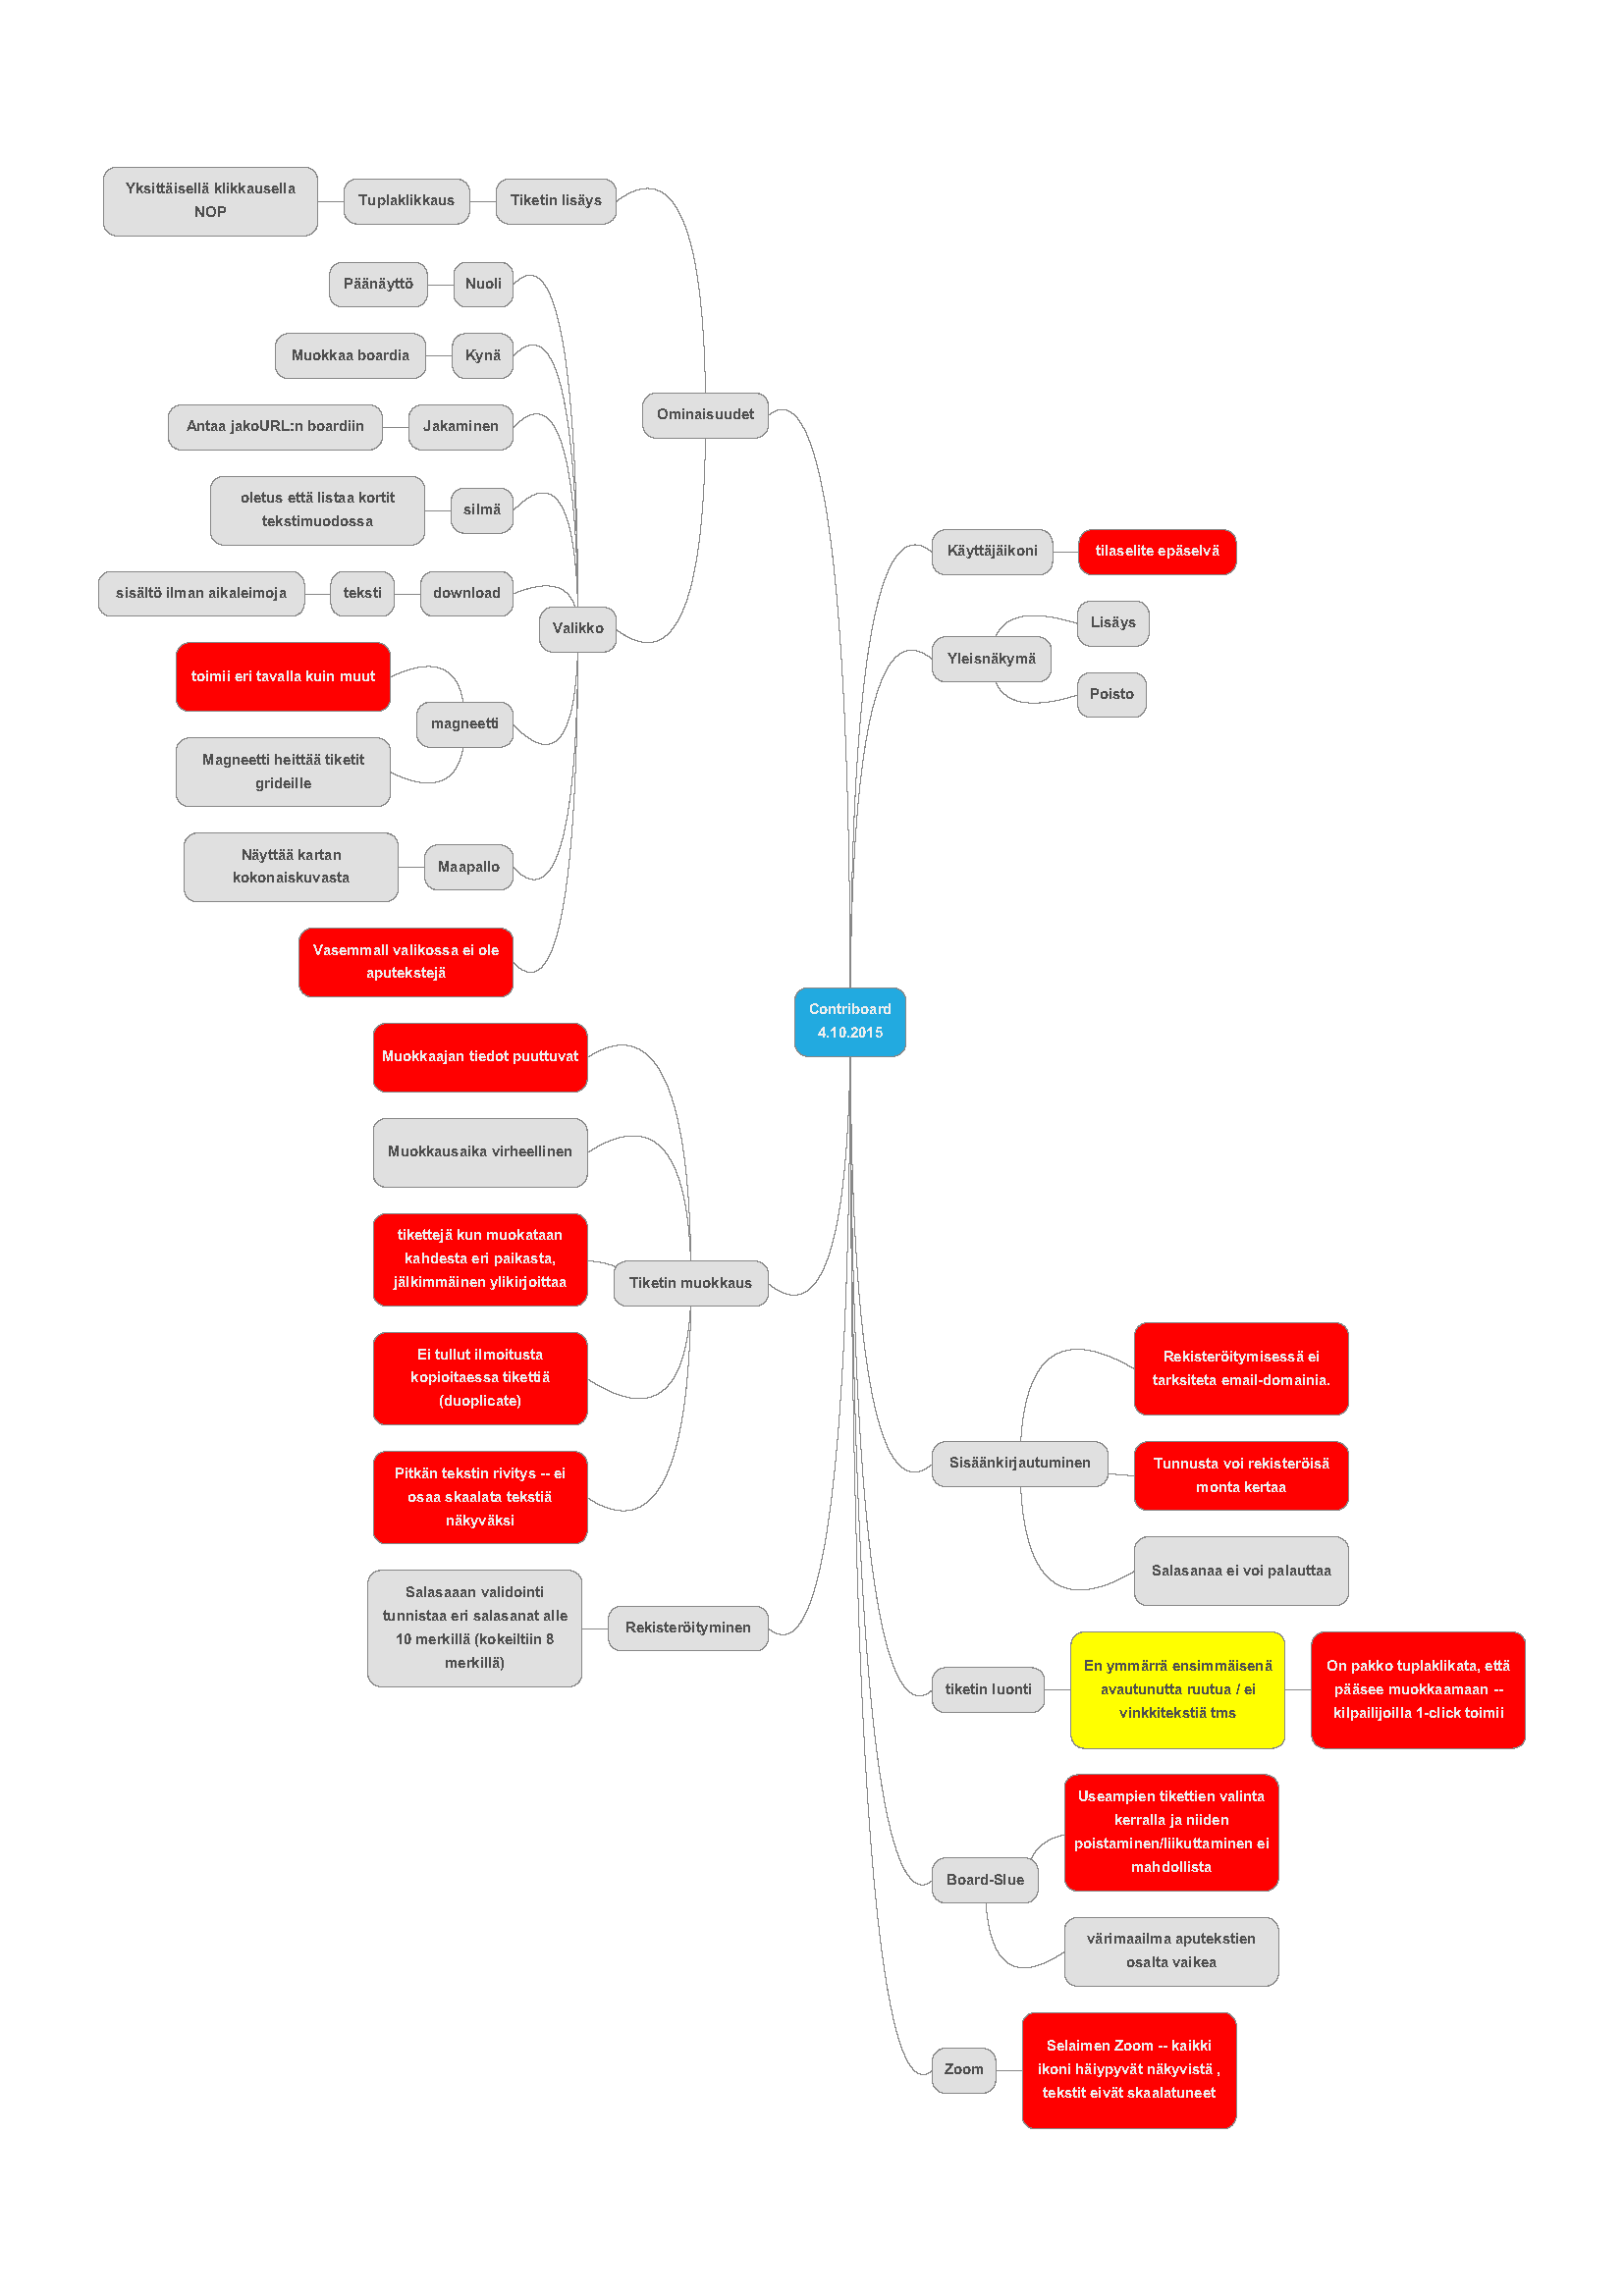 Contriboard
4.10.2015
Ominaisuudet
Tiketin lisäys
Tuplaklikkaus
Yksittäisellä klikkausella
NOP
Valikko
Nuoli
Päänäyttö
Kynä
Muokkaa boardia
Jakaminen
Antaa jakoURL:n boardiin
silmä
oletus että listaa kortit
tekstimuodossa
download
teksti
sisältö ilman aikaleimoja
magneetti
toimii eri tavalla kuin muut
Magneetti heittää tiketit
grideille
Maapallo
Näyttää kartan
kokonaiskuvasta
Vasemmall valikossa ei ole
aputekstejä
Tiketin muokkaus
Muokkaajan tiedot puuttuvat
Muokkausaika virheellinen
tikettejä kun muokataan
kahdesta eri paikasta,
jälkimmäinen ylikirjoittaa
Ei tullut ilmoitusta
kopioitaessa tikettiä
(duoplicate)
Pitkän tekstin rivitys -- ei
osaa skaalata tekstiä
näkyväksi
Rekisteröityminen
Salasaaan validointi
tunnistaa eri salasanat alle
10 merkillä (kokeiltiin 8
merkillä)
Käyttäjäikoni
tilaselite epäselvä
Yleisnäkymä
Lisäys
Poisto
Sisäänkirjautuminen
Rekisteröitymisessä ei
tarksiteta email-domainia.
Tunnusta voi rekisteröisä
monta kertaa
Salasanaa ei voi palauttaa
tiketin luonti
En ymmärrä ensimmäisenä
avautunutta ruutua / ei
vinkkitekstiä tms
On pakko tuplaklikata, että
pääsee muokkaamaan --
kilpailijoilla 1-click toimii
Board-Slue
Useampien tikettien valinta
kerralla ja niiden
poistaminen/liikuttaminen ei
mahdollista
värimaailma aputekstien
osalta vaikea
Zoom
Selaimen Zoom -- kaikki
ikoni häiypyvät näkyvistä ,
tekstit eivät skaalatuneet